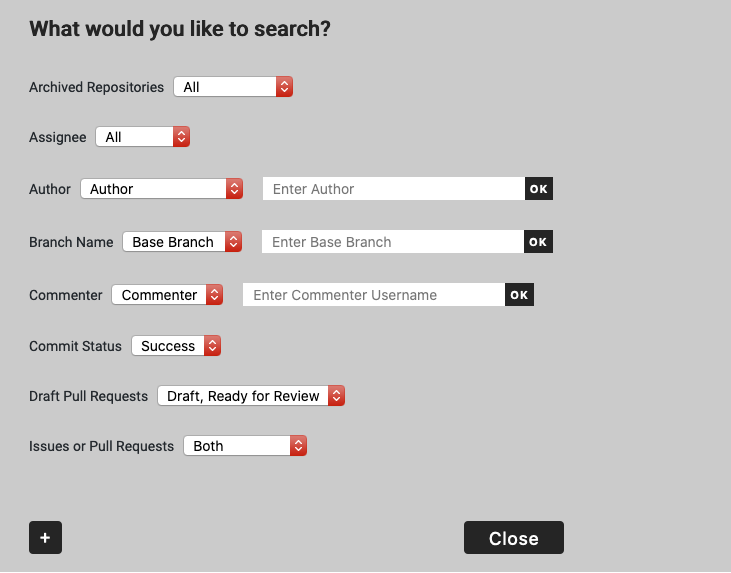 What would you like to search?
Archived Repositories All
Assignee All
Author Author Enter Author OK
Branch Name Base Branch Enter Base Branch OK
Commenter Commenter Enter Commenter Username OK
Commit Status Success
Draft Pull Requests Draft, Ready for Review
Issues or Pull Requests Both
+ Close